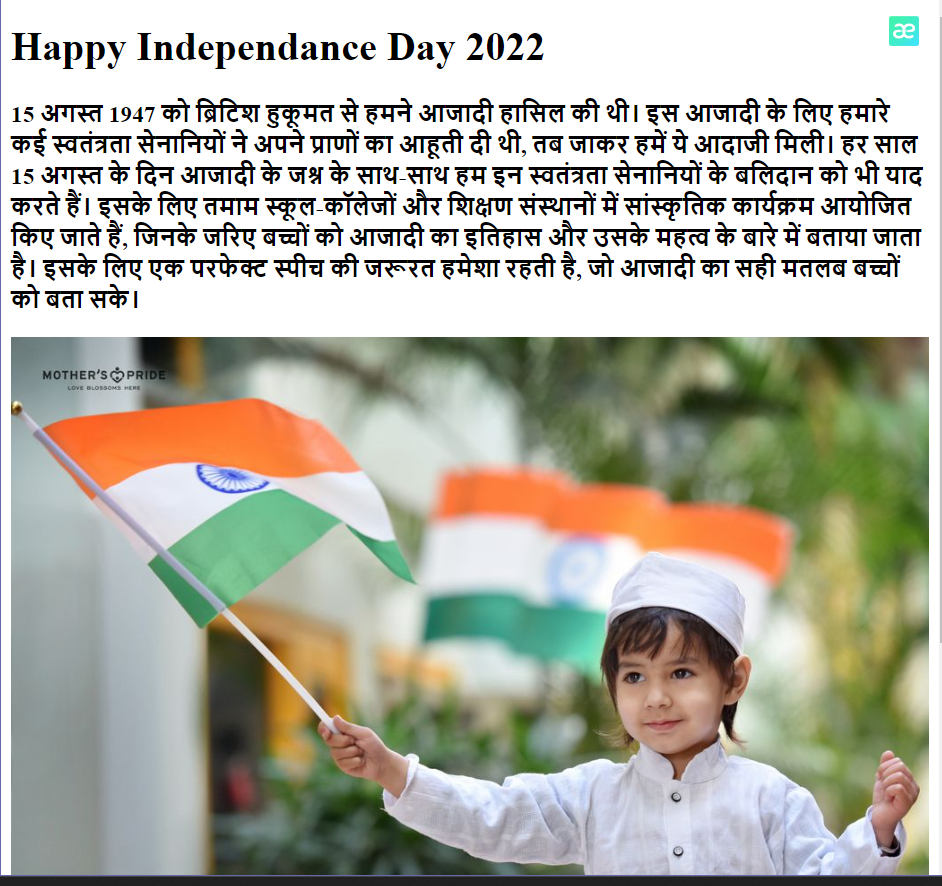 æ
Happy Independance Day 2022
15 अगस्त 1947 को ब्रिटिश हुकूमत से हमने आजादी हासिल की थी। इस आजादी के लिए हमारे
कई स्वतंत्रता सेनानियों ने अपने प्राणों का आहूती दी थी, तब जाकर हमें ये आदाजी मिली। हर साल
15 अगस्त के दिन आजादी के जश्न के साथ-साथ हम इन स्वतंत्रता सेनानियों के बलिदान को भी याद
करते हैं। इसके लिए तमाम स्कूल-कॉलेजों और शिक्षण संस्थानों में सांस्कृतिक कार्यक्रम आयोजित
किए जाते हैं, जिनके जरिए बच्चों को आजादी का इतिहास और उसके महत्व के बारे में बताया जाता
है। इसके लिए एक परफेक्ट स्पीच की जरूरत हमेशा रहती है, जो आजादी का सही मतलब बच्चों
को बता सके।
MOTHER'S PRIDE
LOVE BLOSSOMS HERE